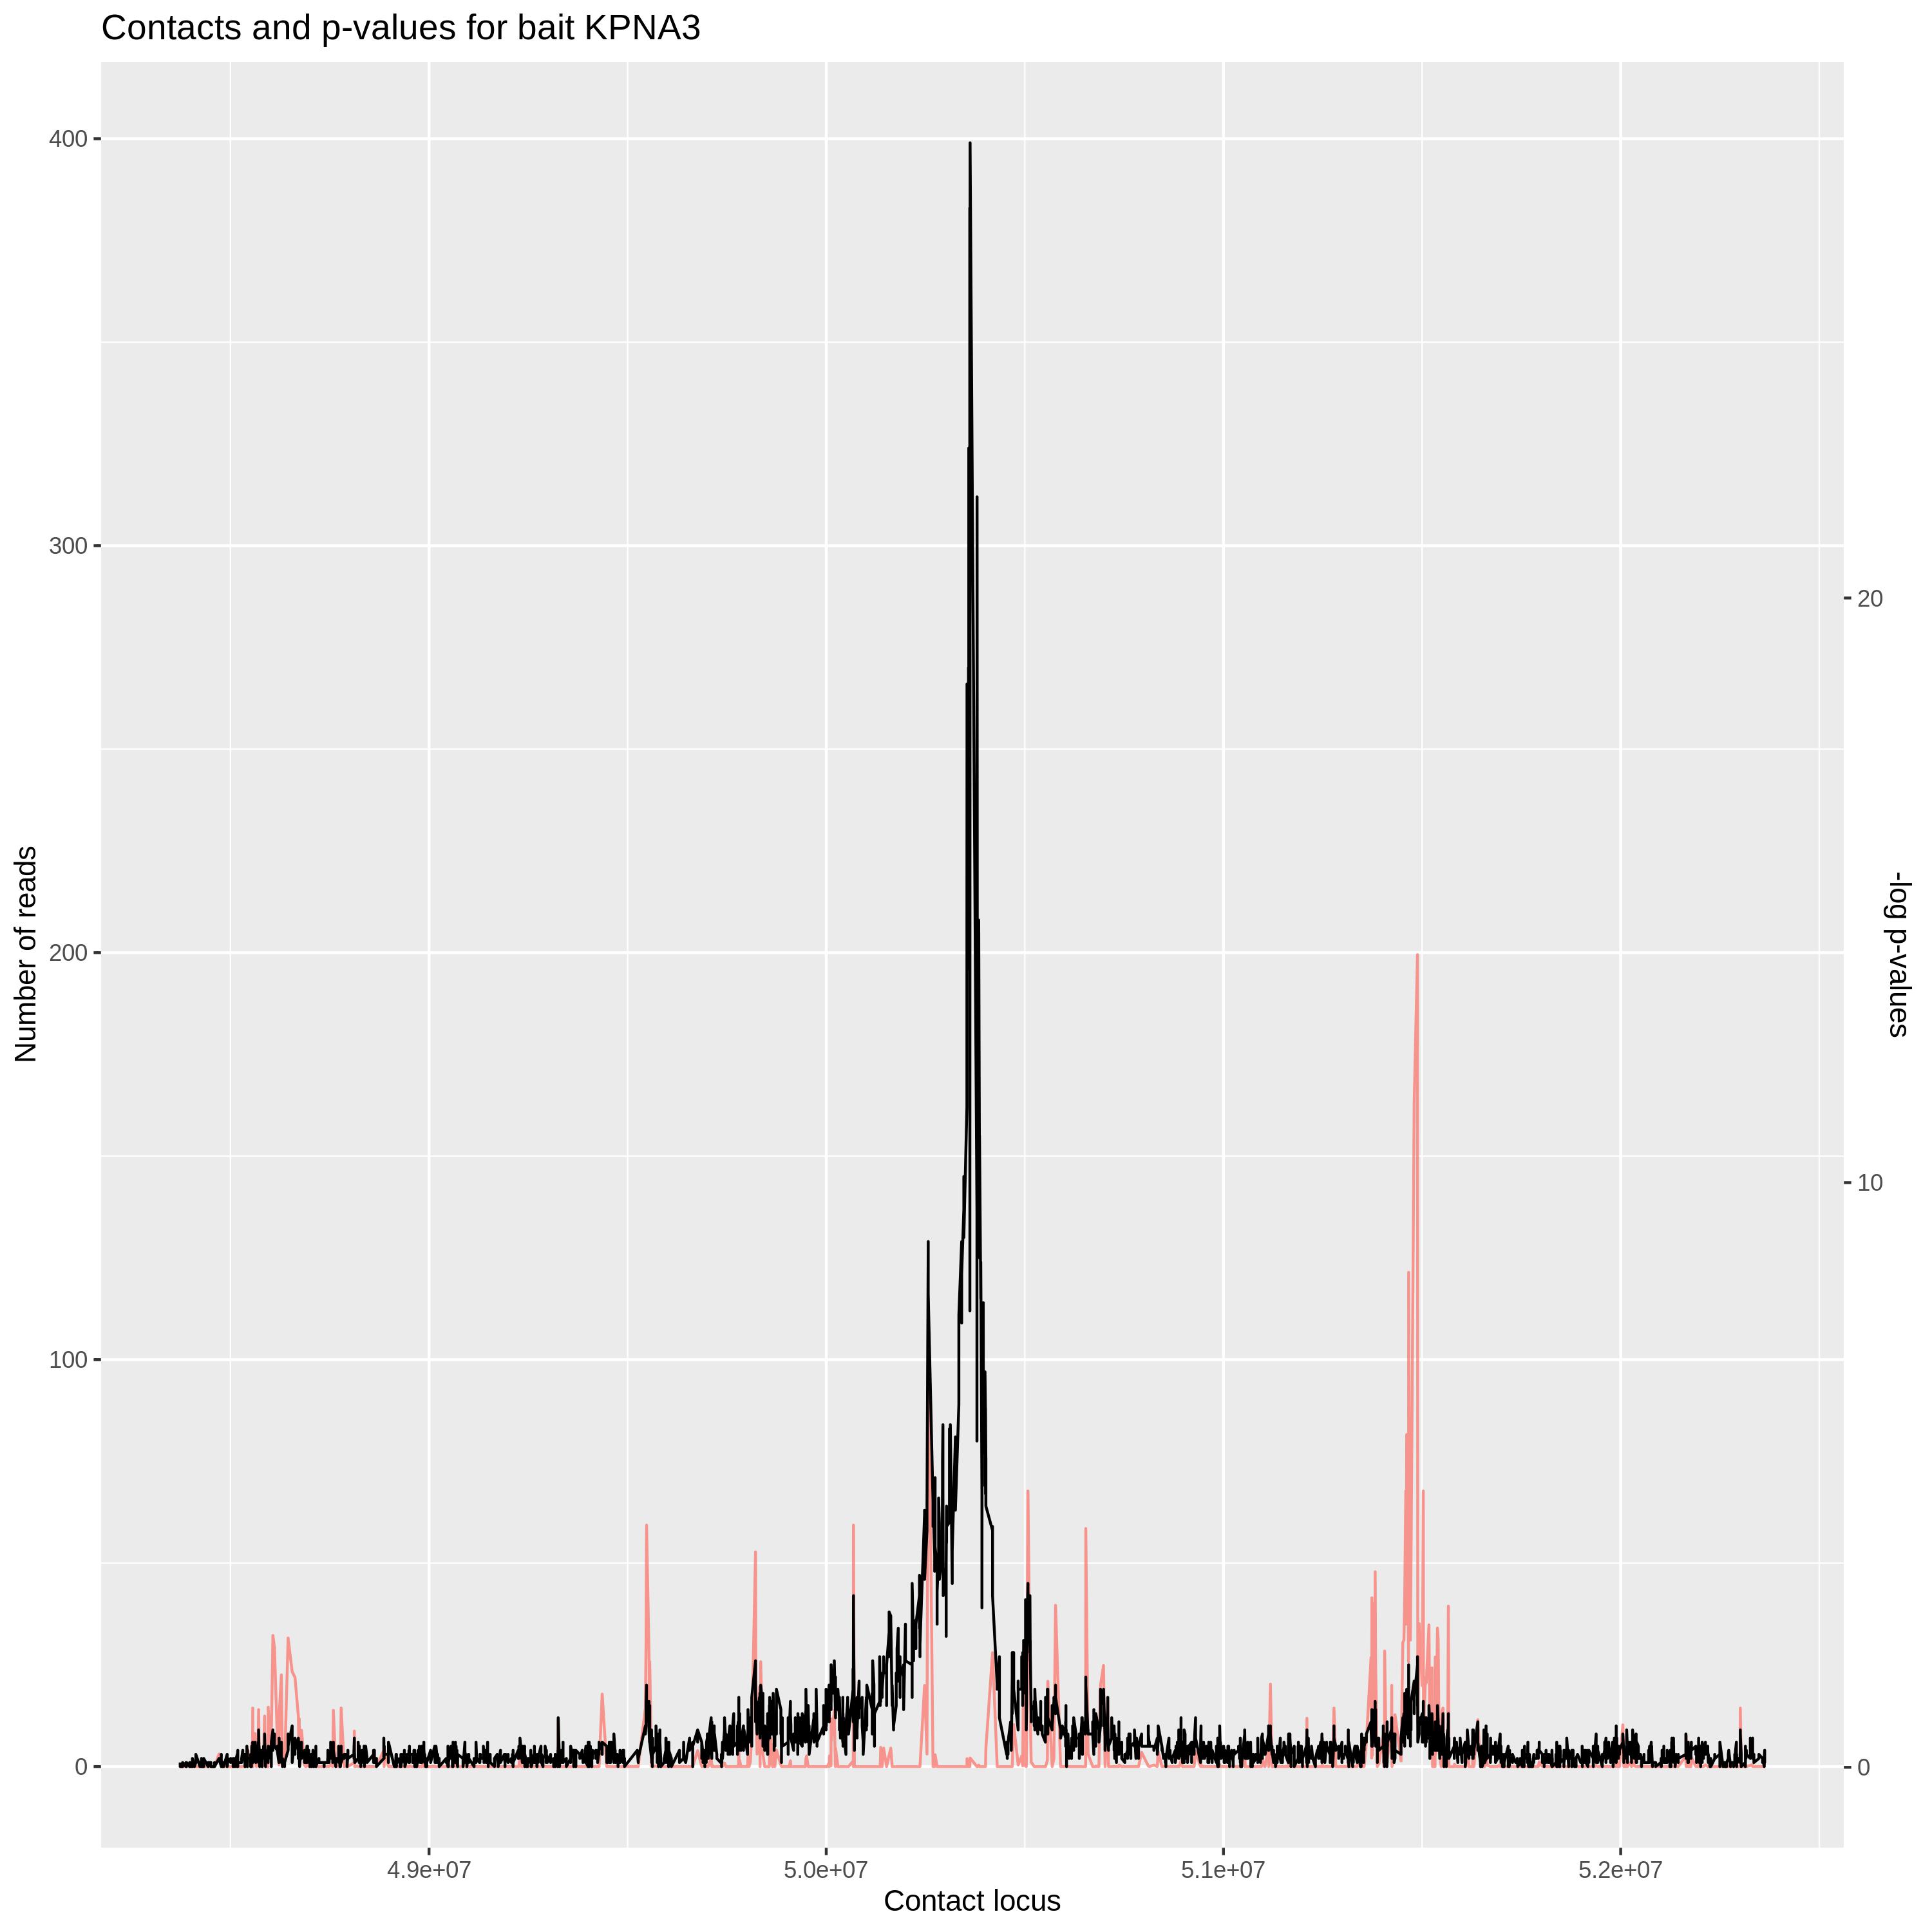 Contacts and p-values for bait KPNA3
400
300
200
100
0
Number of reads
20
10
0
-log p-values
4.9e+07 5.0e+07 5.1e+07 5.2e+07
Contact locus